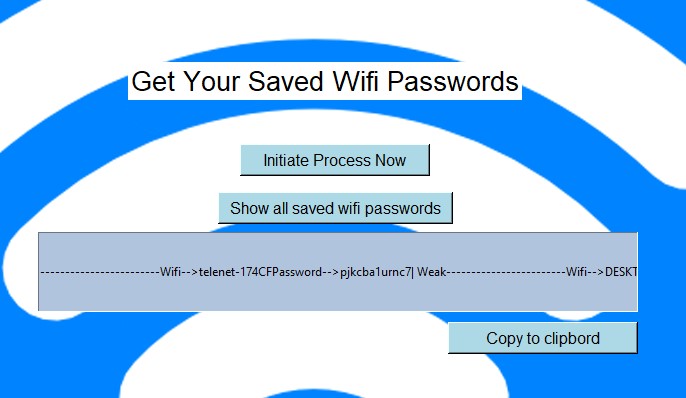 Get Your Saved Wifi Passwords
Initiate Process Now
Show all saved wifi passwords
------------------------------Wifi-->telenet-174CFPassword-->pjkcba1urnc7| Weak------------------------------Wifi-->DESKT
Copy to clipbord